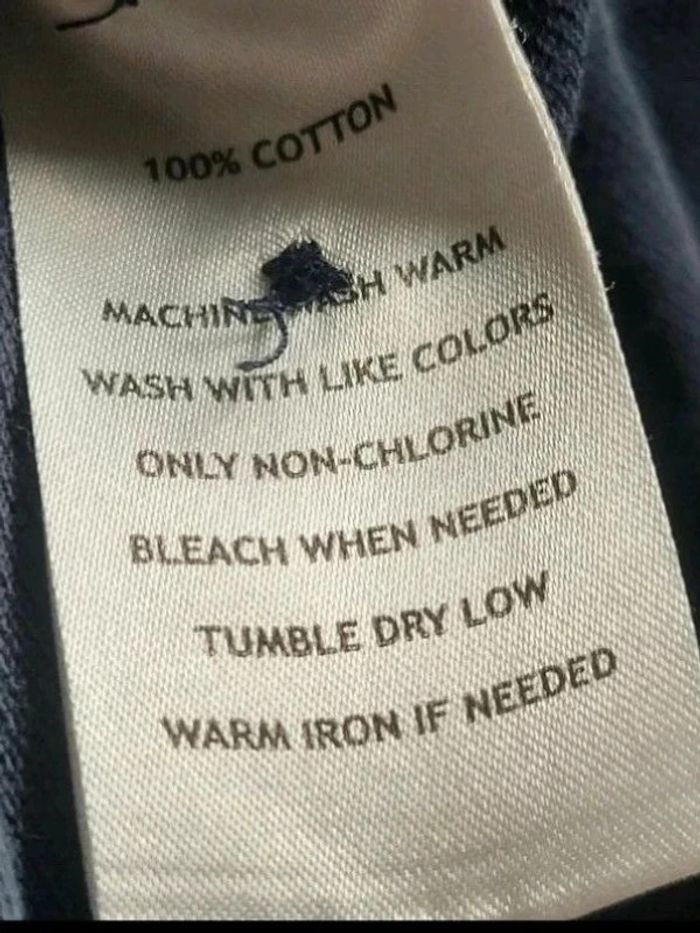 100% COTTON
MACHINE WASH WARM
WASH WITH LIKE COLORS
ONLY NON-CHLORINE
BLEACH WHEN NEEDED
TUMBLE DRY LOW
WARM IRON IF NEEDED